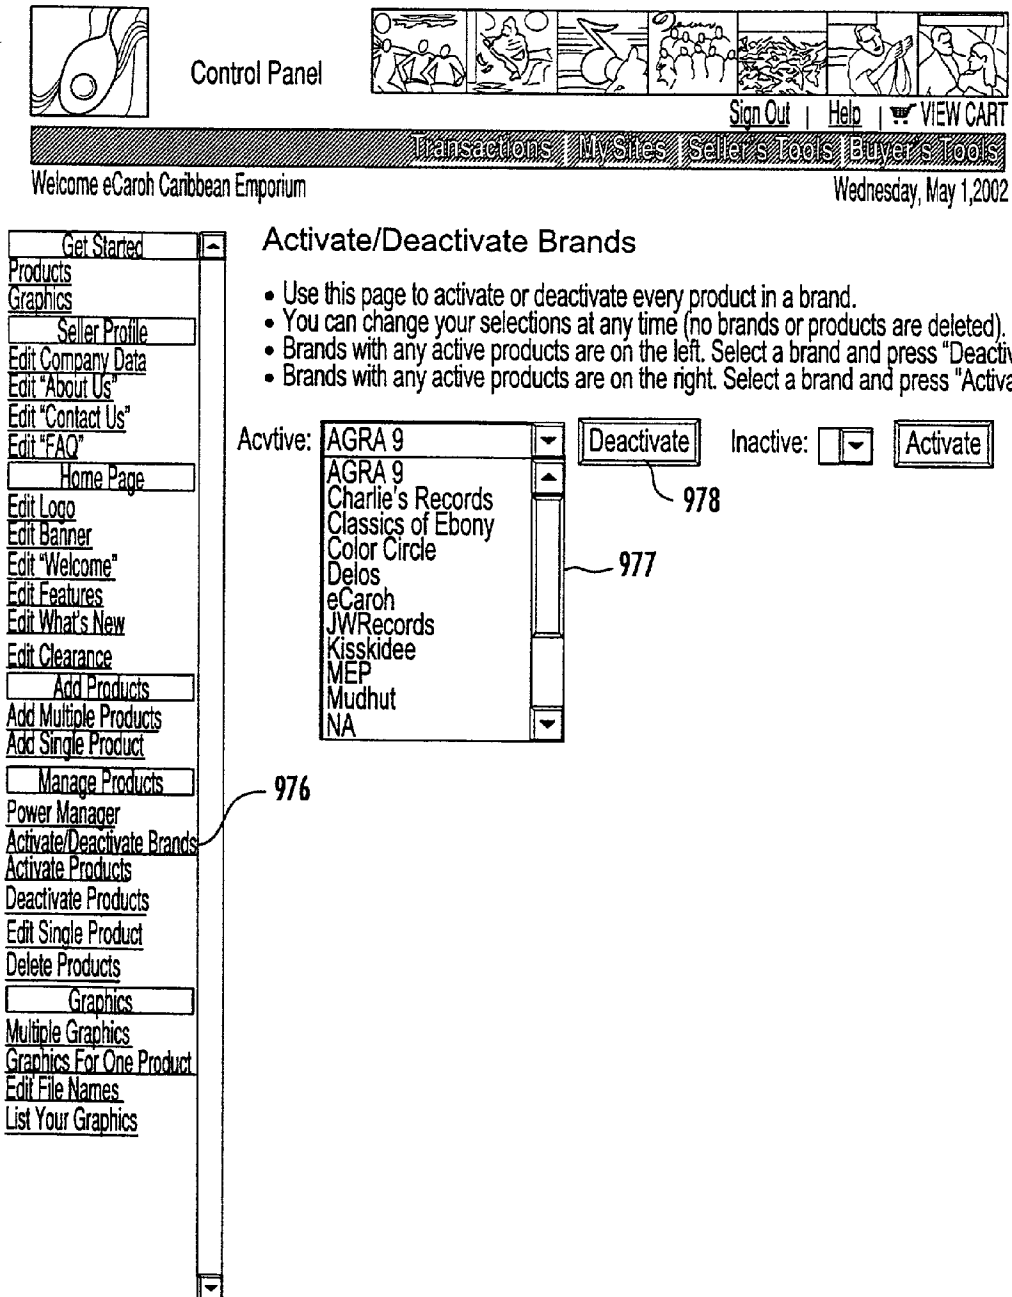 Control Panel
Sign Out | Help | VIEW CART
Transactions | MySites | Seller's Tools | Buyer's Tools
Welcome eCaroh Caribbean Emporium
Wednesday, May 1,2002
Get Started
Products
Graphics
Seller Profile
Edit Company Data
Edit "About Us"
Edit "Contact Us"
Edit "FAQ"
Home Page
Edit Logo
Edit Banner
Edit "Welcome"
Edit Features
Edit What's New
Edit Clearance
Add Products
Add Multiple Products
Add Single Product
Manage Products
Power Manager
Activate/Deactivate Brands
Activate Products
Deactivate Products
Edit Single Product
Delete Products
Graphics
Multiple Graphics
Graphics For One Product
Edit File Names
List Your Graphics
976
Activate/Deactivate Brands
• Use this page to activate or deactivate every product in a brand.
• You can change your selections at any time (no brands or products are deleted).
• Brands with any active products are on the left. Select a brand and press "Deactiv
• Brands with any active products are on the right. Select a brand and press "Activa
Acvtive: AGRA 9 Deactivate Inactive: Activate
AGRA 9
Charlie's Records
Classics of Ebony
Color Circle
Delos
eCaroh
JWRecords
Kisskidee
MEP
Mudhut
NA
978
977